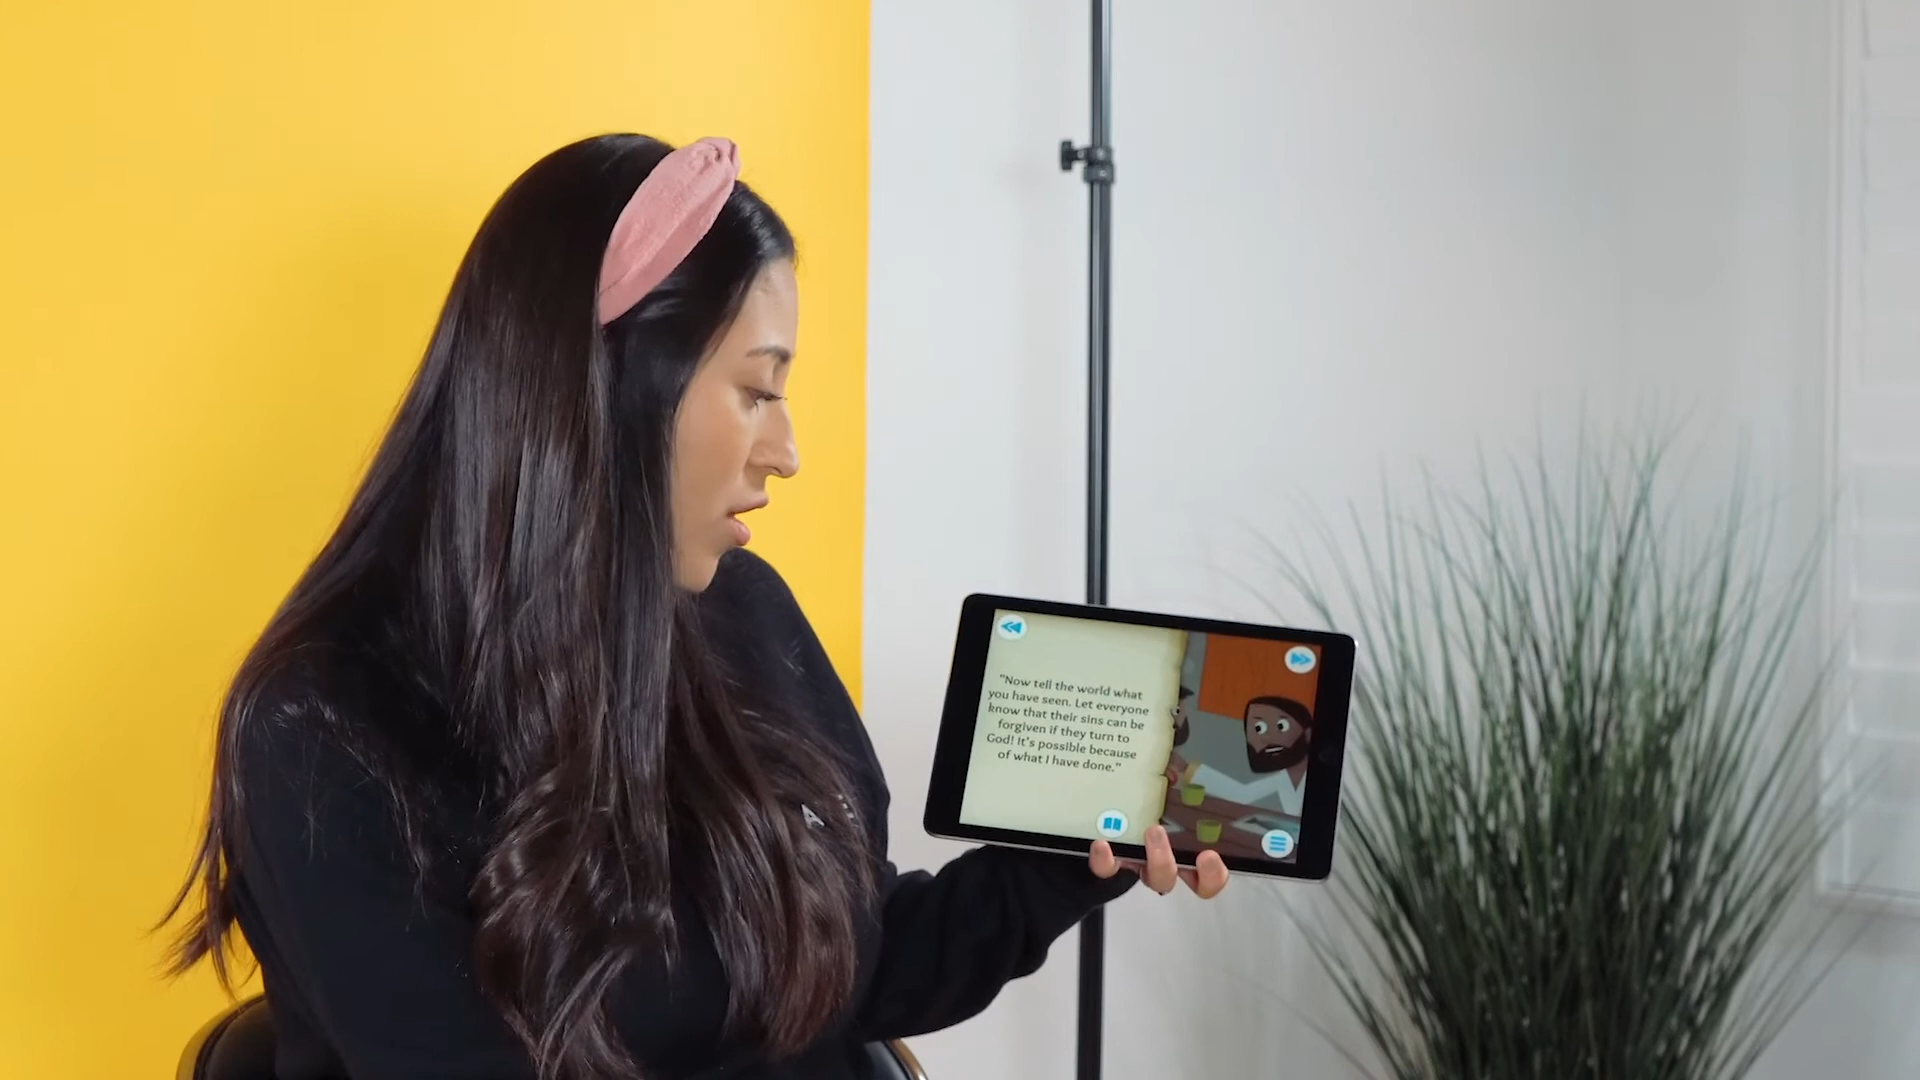 "Now tell the world what
you have seen. Let everyone
know that their sins can be
forgiven if they turn to
God! It's possible because
of what I have done."
A